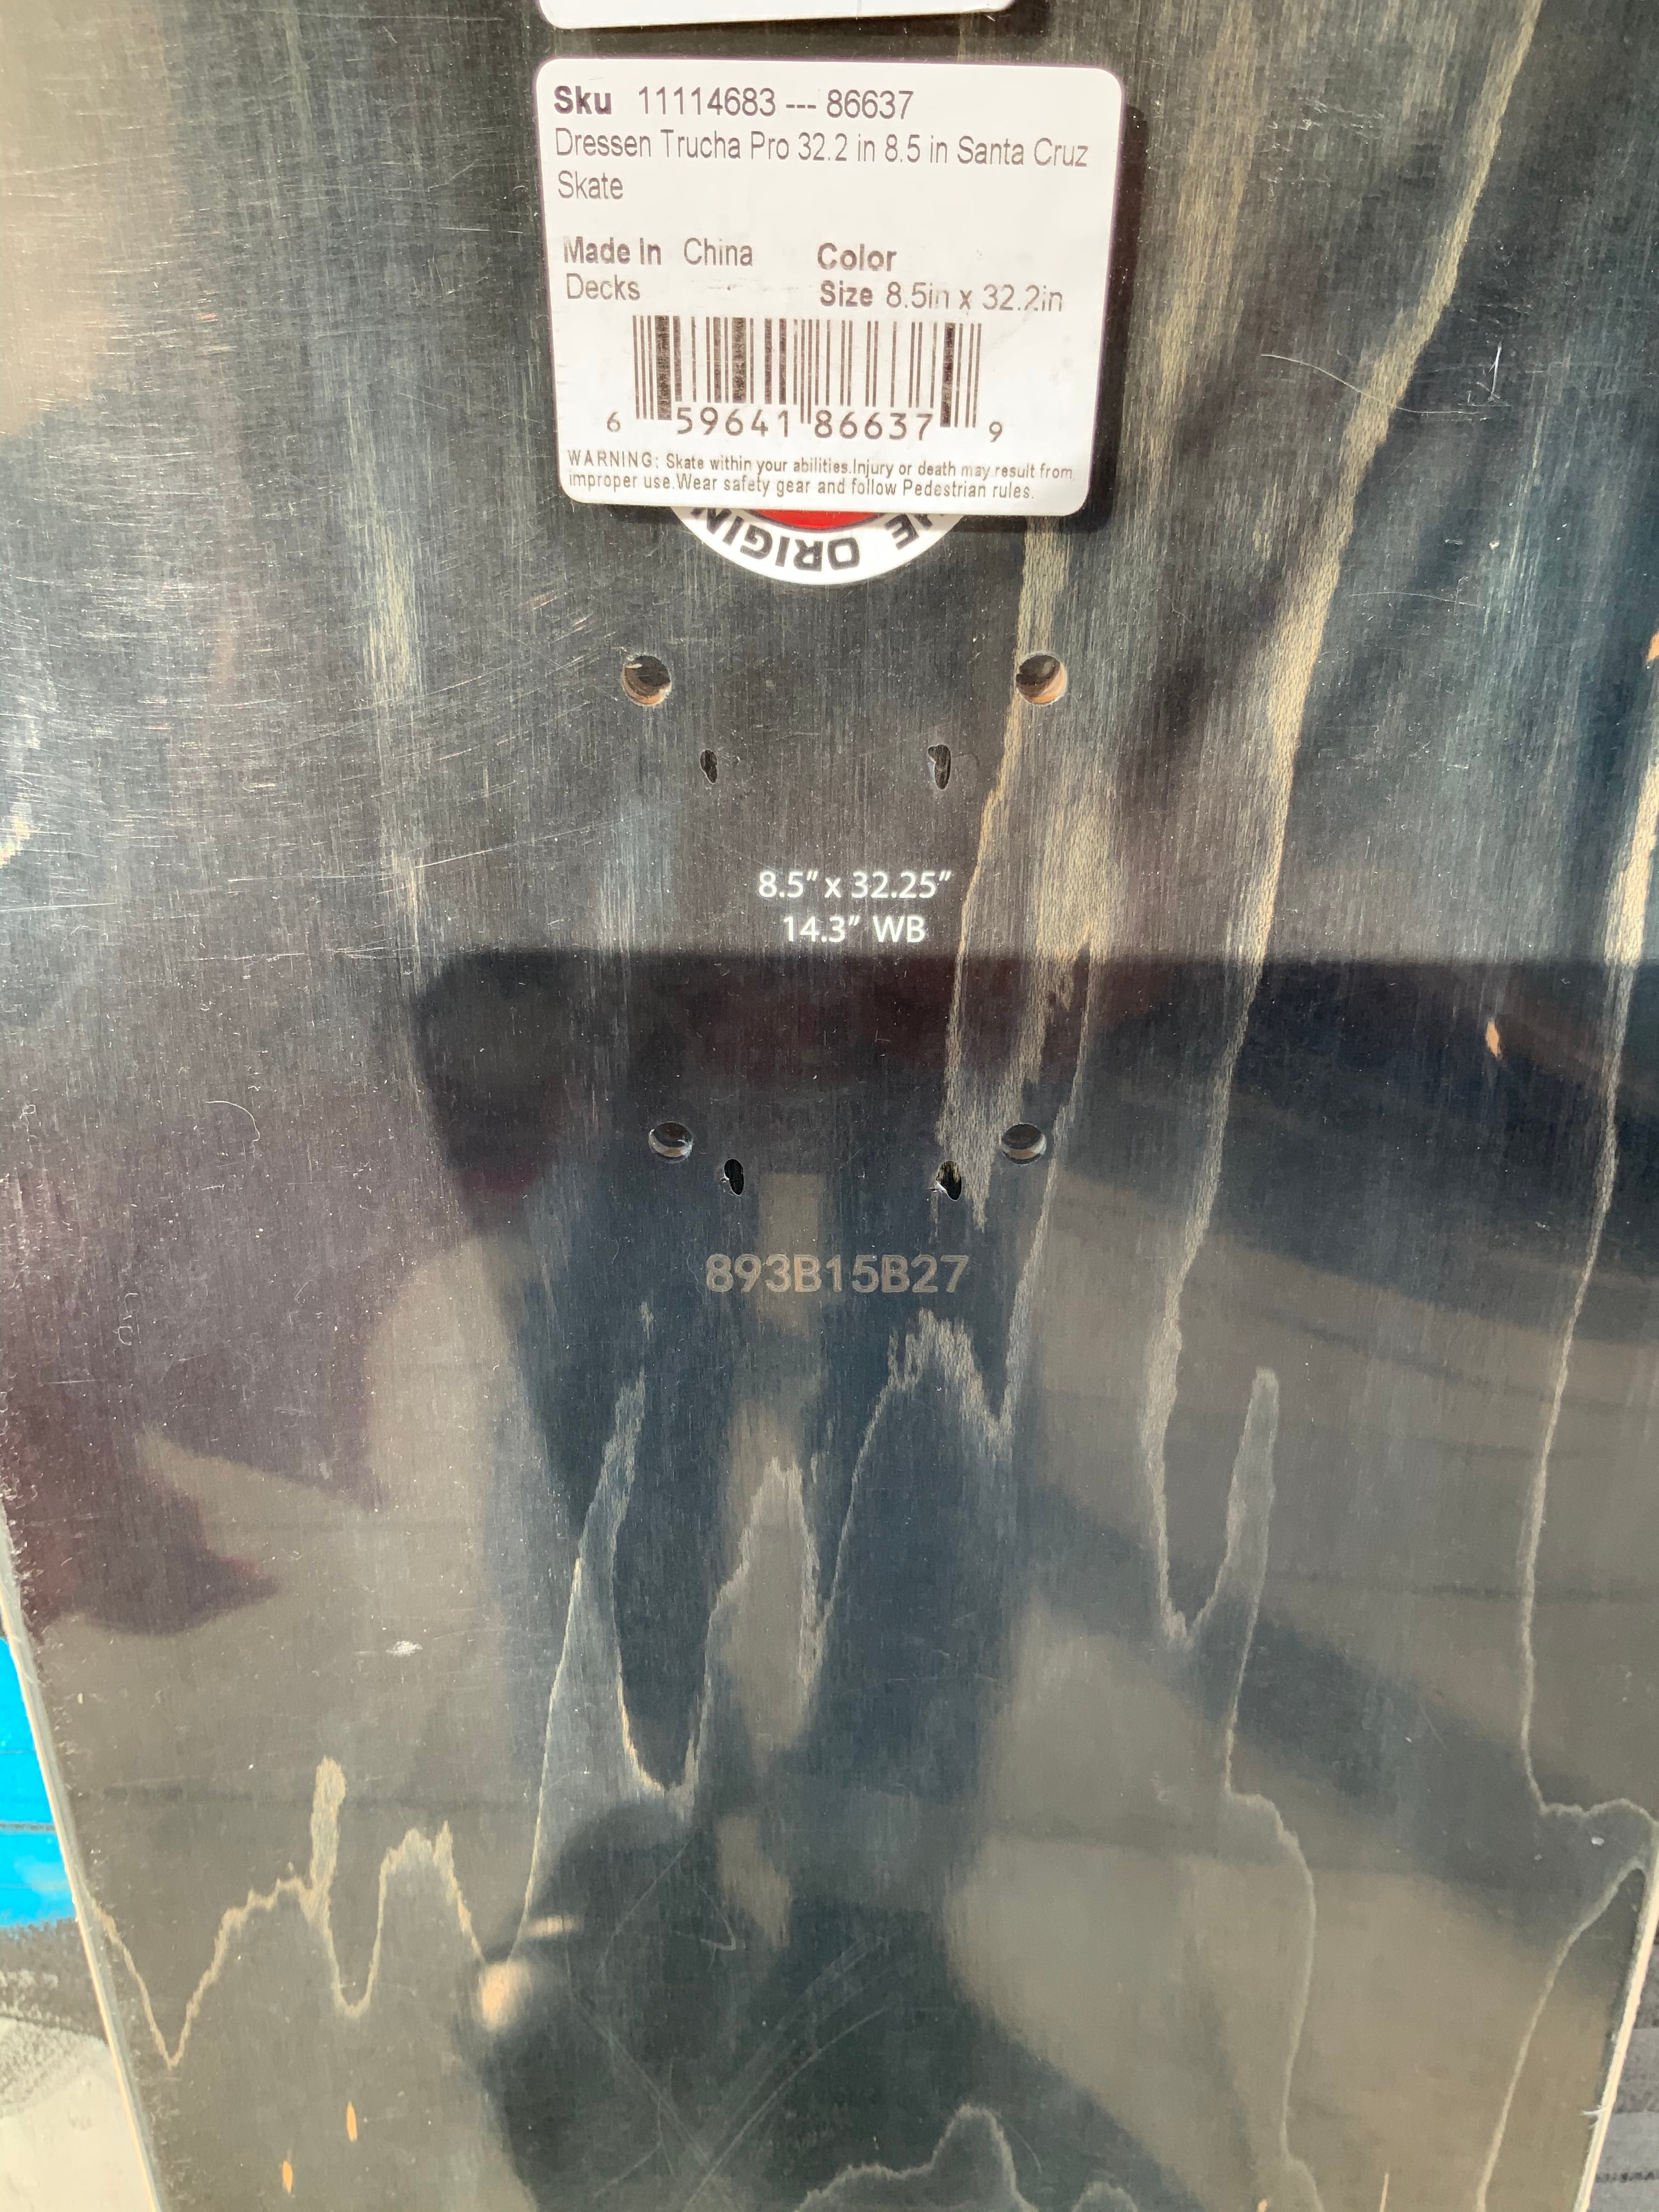 Sku 11114683 --- 86637
Dressen Trucha Pro 32.2 in 8.5 in Santa Cruz
Skate
Made In China Color
Decks Size 8.5in x 32.2in
6 59641 86637 9
WARNING: Skate within your abilities.Injury or death may result from
improper use.Wear safety gear and follow Pedestrian rules.
8.5" x 32.25"
14.3" WB
893B15B27